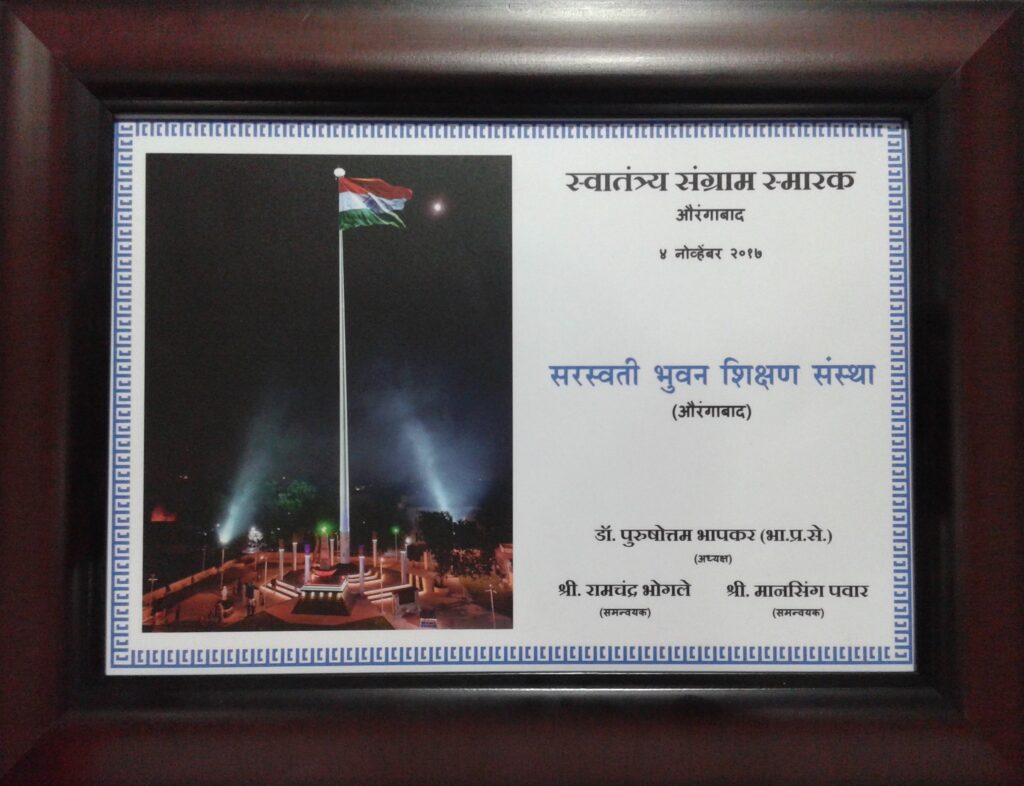 स्वातंत्र्य संग्राम स्मारक
औरंगाबाद
४ नोव्हेंबर २०१७
सरस्वती भुवन शिक्षण संस्था
(औरंगाबाद)
डॉ. पुरुषोत्तम भापकर (भा.प्र.से.)
(अध्यक्ष)
श्री. रामचंद्र भोगले श्री. मानसिंग पवार
(समन्वयक) (समन्वयक)